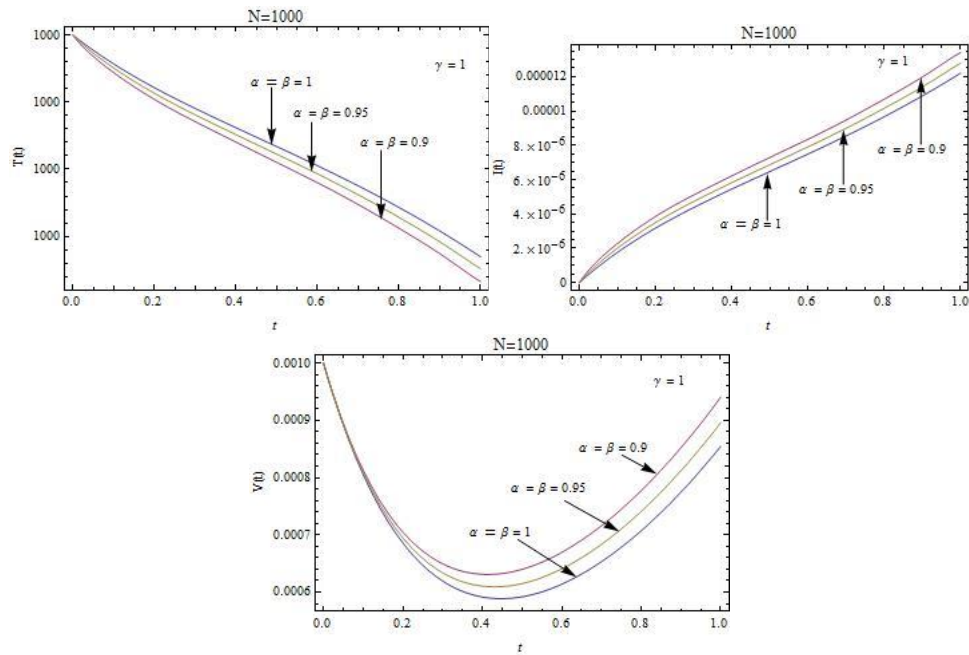 N=1000
1000
1000
1000
1000
T(t)
γ = 1
α = β = 1
α = β = 0.95
α = β = 0.9
0.0 0.2 0.4 0.6 0.8 1.0
t
N=1000
0.000012
0.00001
8. × 10⁻⁶
6. × 10⁻⁶
4. × 10⁻⁶
2. × 10⁻⁶
0
I(t)
γ = 1
α = β = 0.9
α = β = 0.95
α = β = 1
0.0 0.2 0.4 0.6 0.8 1.0
t
N=1000
0.0010
0.0009
0.0008
0.0007
0.0006
V(t)
γ = 1
α = β = 0.9
α = β = 0.95
α = β = 1
0.0 0.2 0.4 0.6 0.8 1.0
t